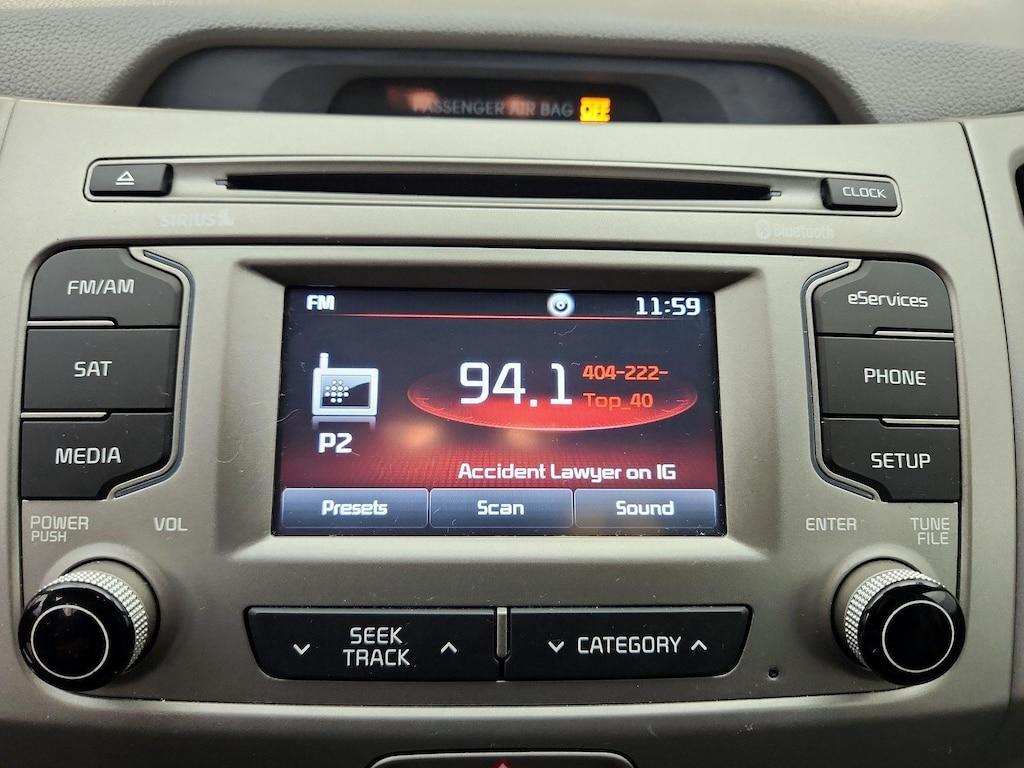 PASSENGER AIR BAG OFF
CLOCK
SIRIUS
Bluetooth
FM/AM
SAT
MEDIA
FM
11:59
94.1
404-222-
Top_40
P2
Accident Lawyer on IG
Presets
Scan
Sound
eServices
PHONE
SETUP
POWER
PUSH
VOL
ENTER
TUNE
FILE
SEEK
TRACK
CATEGORY